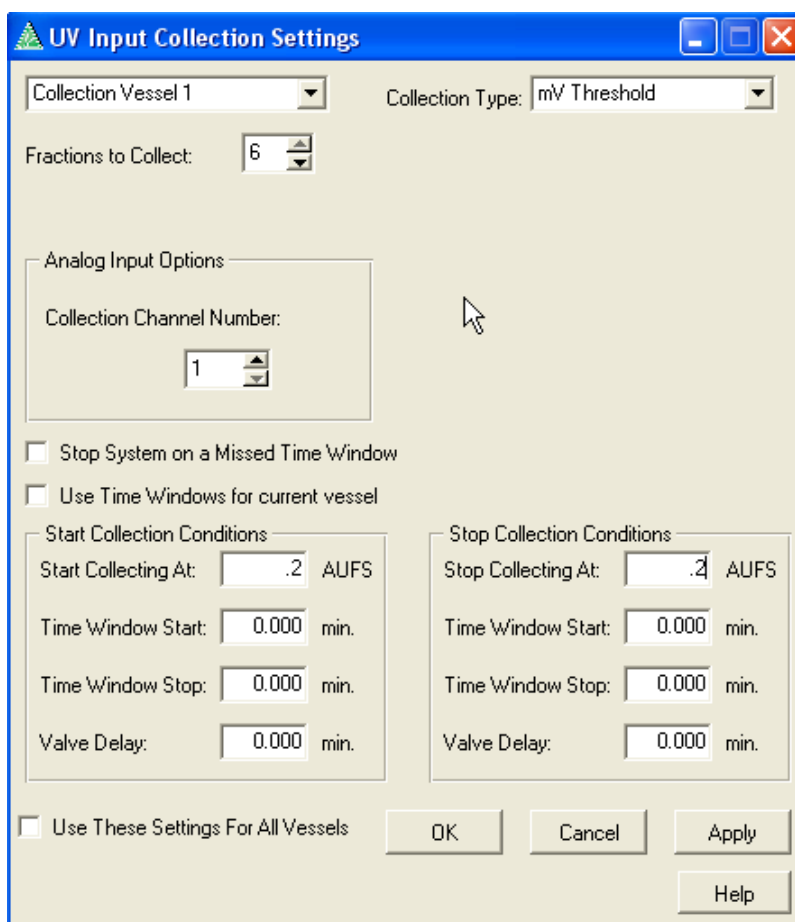 UV Input Collection Settings
Collection Vessel 1
Collection Type: mV Threshold
Fractions to Collect: 6
Analog Input Options
Collection Channel Number:
1
Stop System on a Missed Time Window
Use Time Windows for current vessel
Start Collection Conditions
Start Collecting At: .2 AUFS
Time Window Start: 0.000 min.
Time Window Stop: 0.000 min.
Valve Delay: 0.000 min.
Stop Collection Conditions
Stop Collecting At: .2 AUFS
Time Window Start: 0.000 min.
Time Window Stop: 0.000 min.
Valve Delay: 0.000 min.
Use These Settings For All Vessels
OK
Cancel
Apply
Help